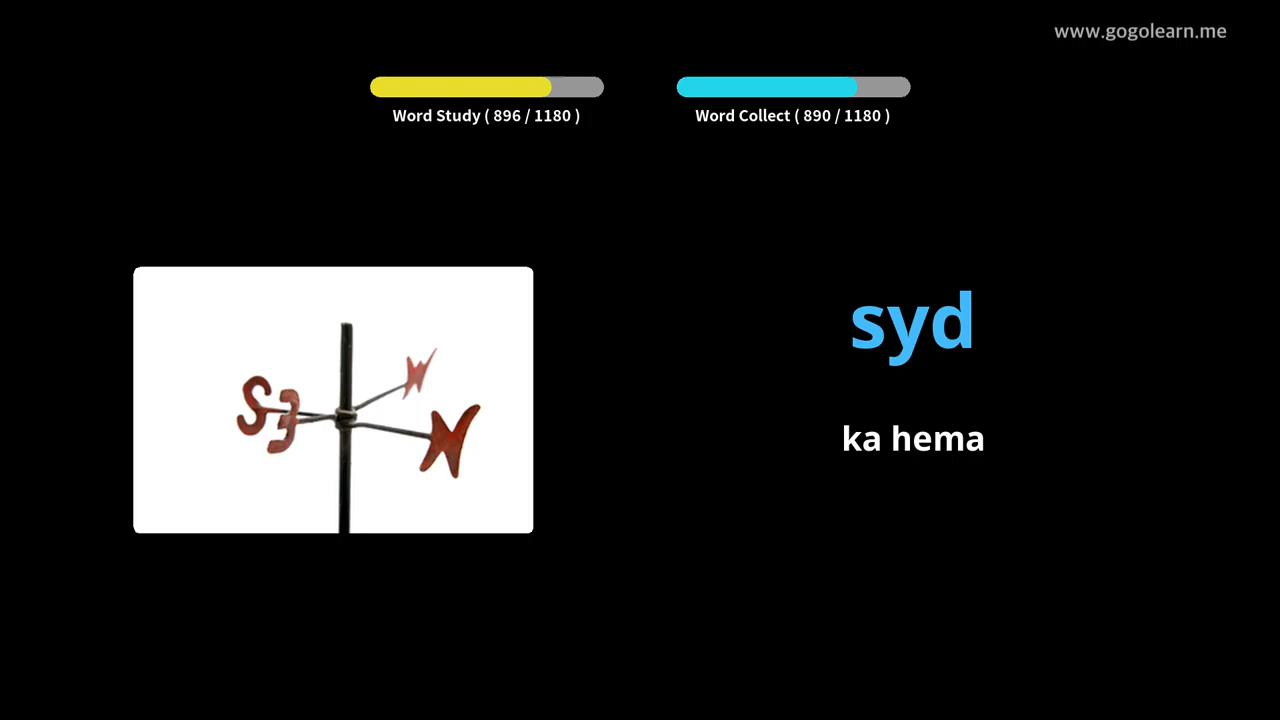 www.gogolearn.me
Word Study ( 896 / 1180 )
Word Collect ( 890 / 1180 )
syd
ka hema
S E N